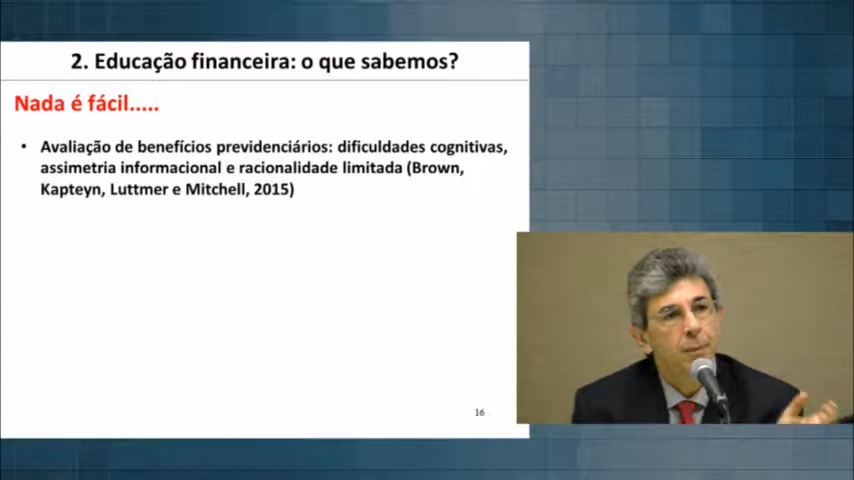 2. Educação financeira: o que sabemos?
Nada é fácil.....
• Avaliação de benefícios previdenciários: dificuldades cognitivas,
assimetria informacional e racionalidade limitada (Brown,
Kapteyn, Luttmer e Mitchell, 2015)
16